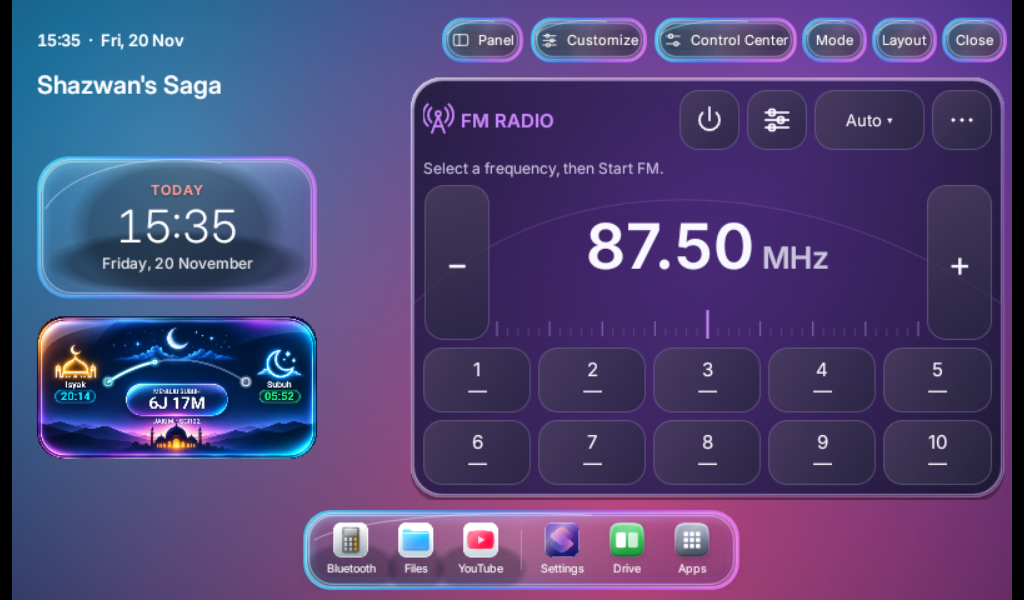 15:35 · Fri, 20 Nov
Panel
Customize
Control Center
Mode
Layout
Close
Shazwan's Saga
FM RADIO
Auto ▾
...
Select a frequency, then Start FM.
TODAY
15:35
Friday, 20 November
−
87.50 MHz
+
Isyak
20:14
Subuh
05:52
MENUJU SUBUH
6J 17M
1
—
2
—
3
—
4
—
5
—
6
—
7
—
8
—
9
—
10
—
Bluetooth
Files
YouTube
Settings
Drive
Apps